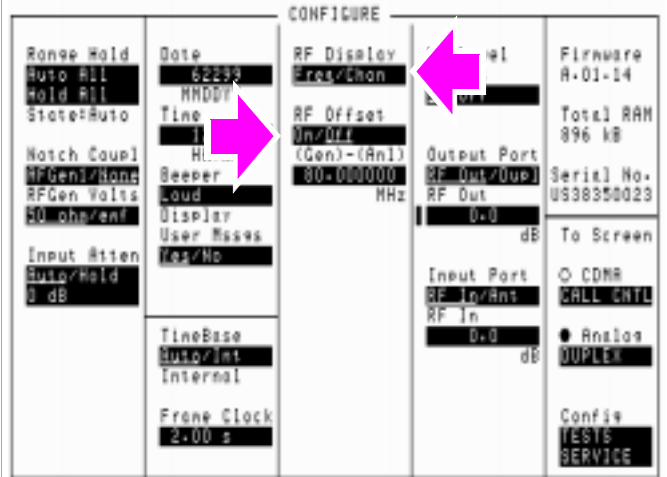 CONFIGURE
Range Hold
Auto All
Hold All
State:Auto
Notch Coupl
AFGen1/None
RFGen Volts
50 ohm/emf
Input Atten
Auto/Hold
0 dB
Date
62299
Time
Beeper
Loud
Display
User Mssgs
Yes/No
TimeBase
Auto/Int
Internal
Frame Clock
2.00 s
RF Display
Freq/Chan
RF Offset
On/Off
(Gen)-(Anl)
80.000000
MHz
Output Port
RF Out/Dupl
RF Out
0.0
dB
Input Port
RF In/Ant
RF In
0.0
dB
Firmware
A.01.14
Total RAM
896 kB
Serial No.
US38350023
To Screen
CDMA
CALL CNTL
Analog
DUPLEX
Config
TESTS
SERVICE